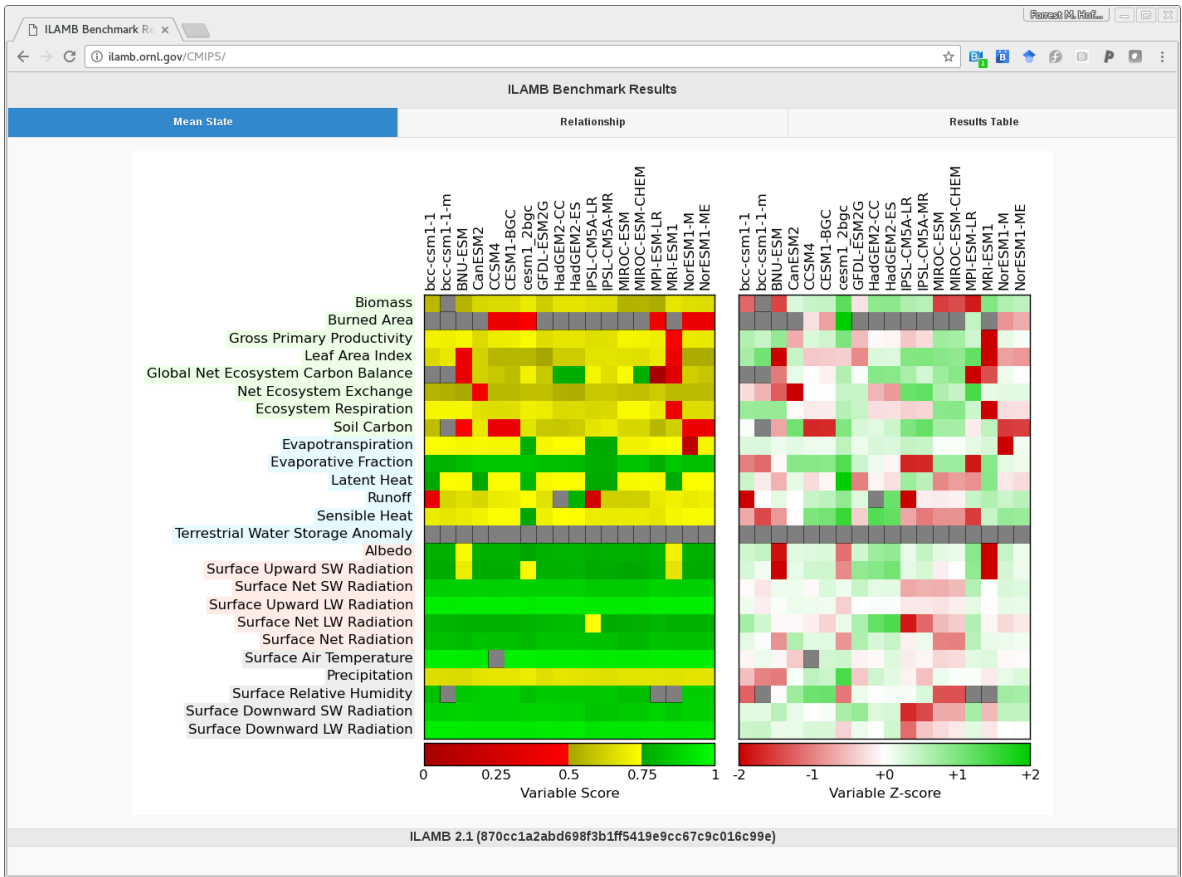 Forrest M. Hof...
ILAMB Benchmark Re
ilamb.ornl.gov/CMIP5/
ILAMB Benchmark Results
Mean State
Relationship
Results Table
bcc-csm1-1
bcc-csm1-1-m
BNU-ESM
CanESM2
CCSM4
CESM1-BGC
cesm1_2bgc
GFDL-ESM2G
HadGEM2-CC
HadGEM2-ES
IPSL-CM5A-LR
IPSL-CM5A-MR
MIROC-ESM
MIROC-ESM-CHEM
MPI-ESM-LR
MRI-ESM1
NorESM1-M
NorESM1-ME
bcc-csm1-1
bcc-csm1-1-m
BNU-ESM
CanESM2
CCSM4
CESM1-BGC
cesm1_2bgc
GFDL-ESM2G
HadGEM2-CC
HadGEM2-ES
IPSL-CM5A-LR
IPSL-CM5A-MR
MIROC-ESM
MIROC-ESM-CHEM
MPI-ESM-LR
MRI-ESM1
NorESM1-M
NorESM1-ME
Biomass
Burned Area
Gross Primary Productivity
Leaf Area Index
Global Net Ecosystem Carbon Balance
Net Ecosystem Exchange
Ecosystem Respiration
Soil Carbon
Evapotranspiration
Evaporative Fraction
Latent Heat
Runoff
Sensible Heat
Terrestrial Water Storage Anomaly
Albedo
Surface Upward SW Radiation
Surface Net SW Radiation
Surface Upward LW Radiation
Surface Net LW Radiation
Surface Net Radiation
Surface Air Temperature
Precipitation
Surface Relative Humidity
Surface Downward SW Radiation
Surface Downward LW Radiation
0 0.25 0.5 0.75 1
Variable Score
-2 -1 +0 +1 +2
Variable Z-score
ILAMB 2.1 (870cc1a2abd698f3b1ff5419e9cc67c9c016c99e)